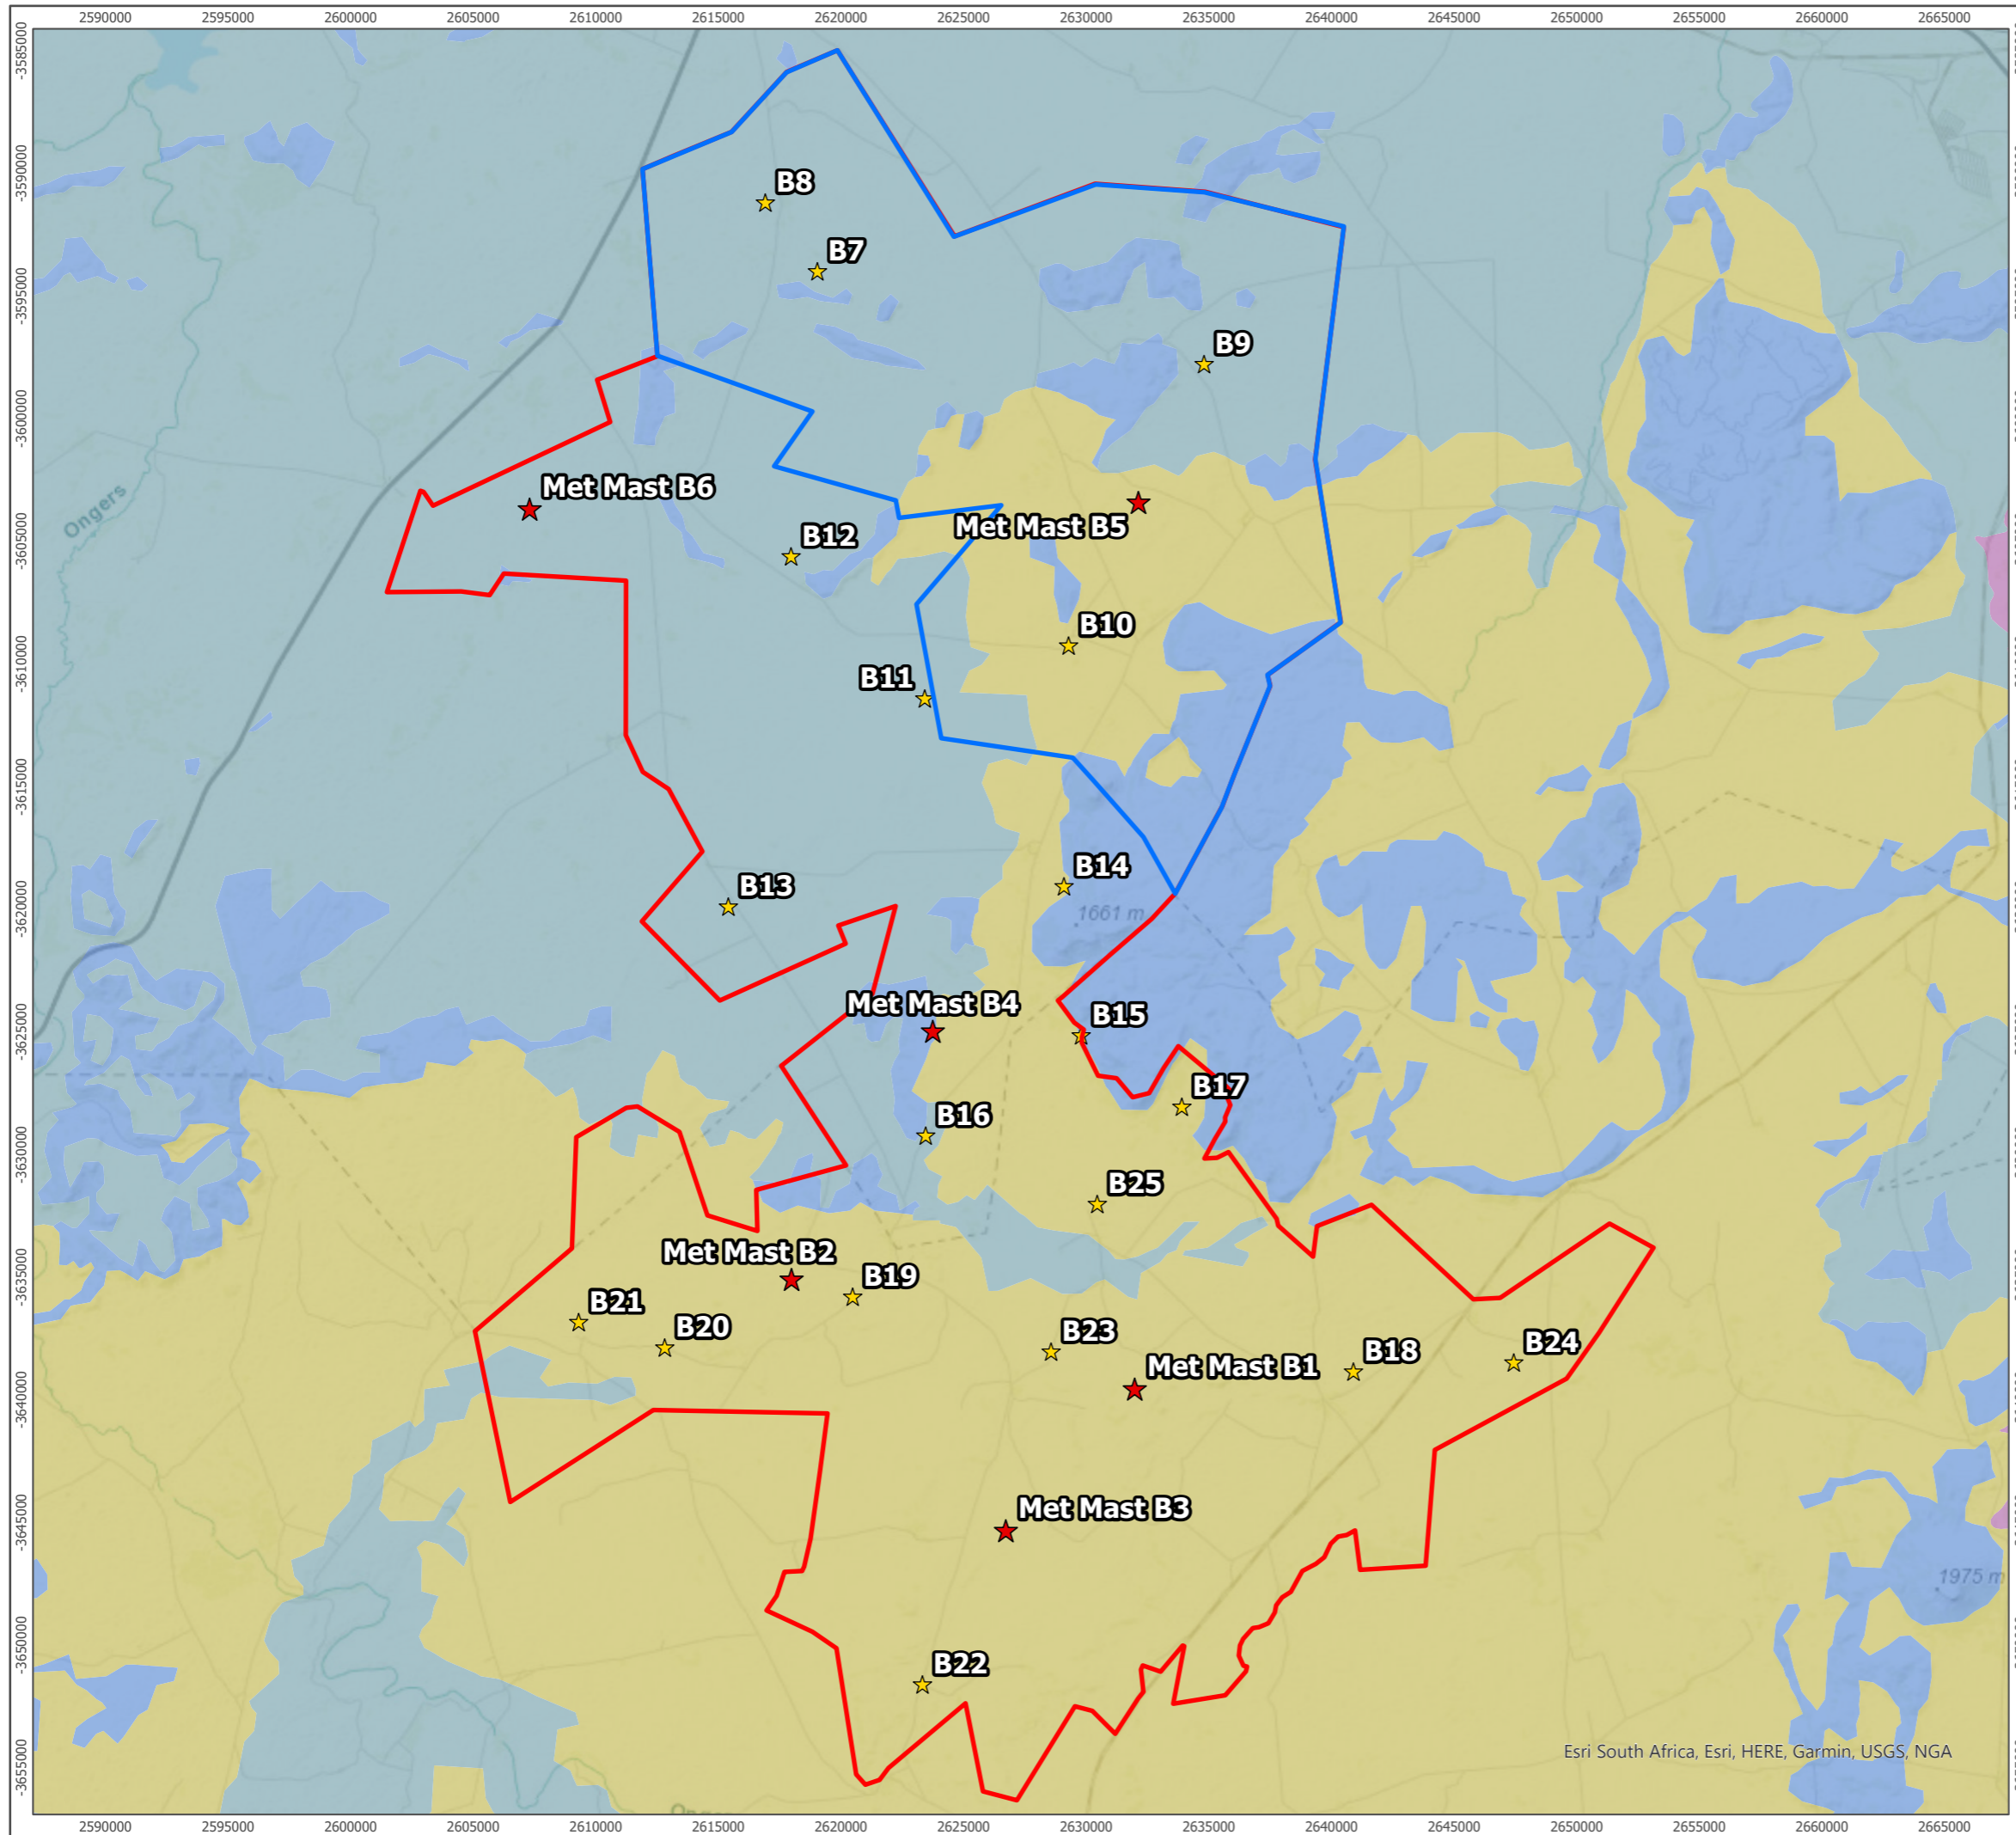 2590000 2595000 2600000 2605000 2610000 2615000 2620000 2625000 2630000 2635000 2640000 2645000 2650000 2655000 2660000 2665000
-3585000
-3590000
-3595000
-3600000
-3605000
-3610000
-3615000
-3620000
-3625000
-3630000
-3635000
-3640000
-3645000
-3650000
-3655000
B8
B7
B9
Met Mast B6
Ongers
Met Mast B5
B12
B10
B11
B14
B13
1661 m
Met Mast B4
B15
B17
B16
B25
Met Mast B2
B19
B21
B20
B23
B18
B24
Met Mast B1
Met Mast B3
1975 m
B22
Esri South Africa, Esri, HERE, Garmin, USGS, NGA
2590000 2595000 2600000 2605000 2610000 2615000 2620000 2625000 2630000 2635000 2640000 2645000 2650000 2655000 2660000 2665000